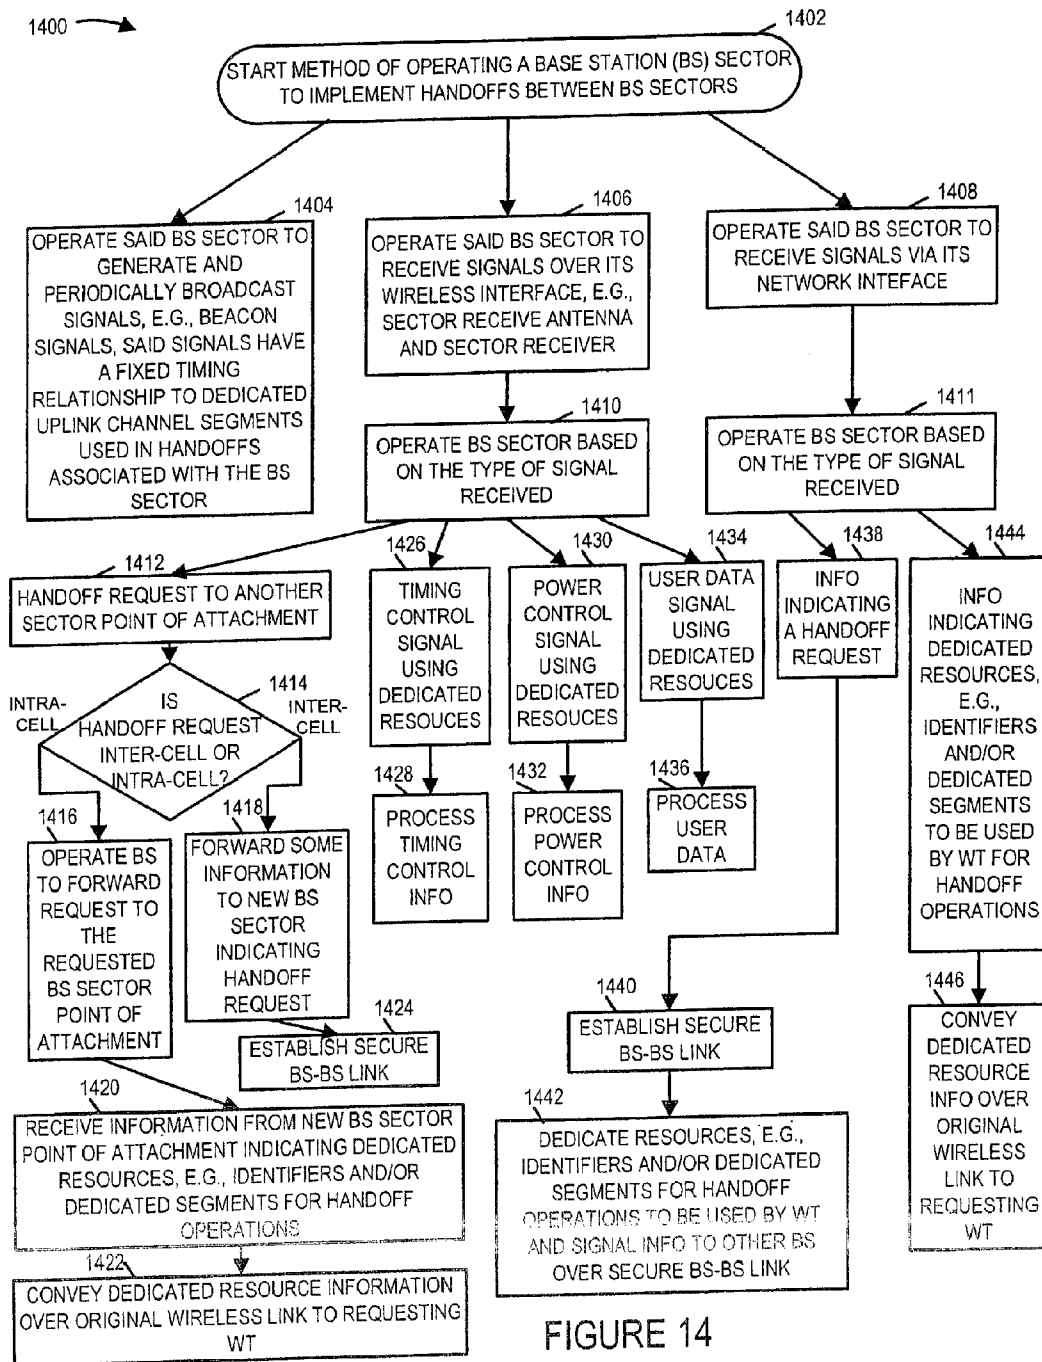 1400
1402
START METHOD OF OPERATING A BASE STATION (BS) SECTOR
TO IMPLEMENT HANDOFFS BETWEEN BS SECTORS
1404
OPERATE SAID BS SECTOR TO
GENERATE AND
PERIODICALLY BROADCAST
SIGNALS, E.G., BEACON
SIGNALS, SAID SIGNALS HAVE
A FIXED TIMING
RELATIONSHIP TO DEDICATED
UPLINK CHANNEL SEGMENTS
USED IN HANDOFFS
ASSOCIATED WITH THE BS
SECTOR
1406
OPERATE SAID BS SECTOR TO
RECEIVE SIGNALS OVER ITS
WIRELESS INTERFACE, E.G.,
SECTOR RECEIVE ANTENNA
AND SECTOR RECEIVER
1408
OPERATE SAID BS SECTOR TO
RECEIVE SIGNALS VIA ITS
NETWORK INTEFACE
1410
OPERATE BS SECTOR BASED
ON THE TYPE OF SIGNAL
RECEIVED
1411
OPERATE BS SECTOR BASED
ON THE TYPE OF SIGNAL
RECEIVED
1412
HANDOFF REQUEST TO ANOTHER
SECTOR POINT OF ATTACHMENT
1426
TIMING
CONTROL
SIGNAL
USING
DEDICATED
RESOUCES
1430
POWER
CONTROL
SIGNAL USING
DEDICATED
RESOUCES
1434
USER DATA
SIGNAL
USING
DEDICATED
RESOUCES
1438
INFO
INDICATING
A HANDOFF
REQUEST
1444
INFO
INDICATING
DEDICATED
RESOURCES,
E.G.,
IDENTIFIERS
AND/OR
DEDICATED
SEGMENTS
TO BE USED
BY WT FOR
HANDOFF
OPERATIONS
1414
INTRA-
CELL
IS
HANDOFF REQUEST
INTER-CELL OR
INTRA-CELL?
INTER-
CELL
1416
OPERATE BS
TO FORWARD
REQUEST TO
THE
REQUESTED
BS SECTOR
POINT OF
ATTACHMENT
1418
FORWARD SOME
INFORMATION
TO NEW BS
SECTOR
INDICATING
HANDOFF
REQUEST
1428
PROCESS
TIMING
CONTROL
INFO
1432
PROCESS
POWER
CONTROL
INFO
1436
PROCESS
USER
DATA
1424
ESTABLISH SECURE
BS-BS LINK
1440
ESTABLISH SECURE
BS-BS LINK
1446
CONVEY
DEDICATED
RESOURCE
INFO OVER
ORIGINAL
WIRELESS
LINK TO
REQUESTING
WT
1420
RECEIVE INFORMATION FROM NEW BS SECTOR
POINT OF ATTACHMENT INDICATING DEDICATED
RESOURCES, E.G., IDENTIFIERS AND/OR
DEDICATED SEGMENTS FOR HANDOFF
OPERATIONS
1442
DEDICATE RESOURCES, E.G.,
IDENTIFIERS AND/OR DEDICATED
SEGMENTS FOR HANDOFF
OPERATIONS TO BE USED BY WT
AND SIGNAL INFO TO OTHER BS
OVER SECURE BS-BS LINK
1422
CONVEY DEDICATED RESOURCE INFORMATION
OVER ORIGINAL WIRELESS LINK TO REQUESTING
WT
FIGURE 14